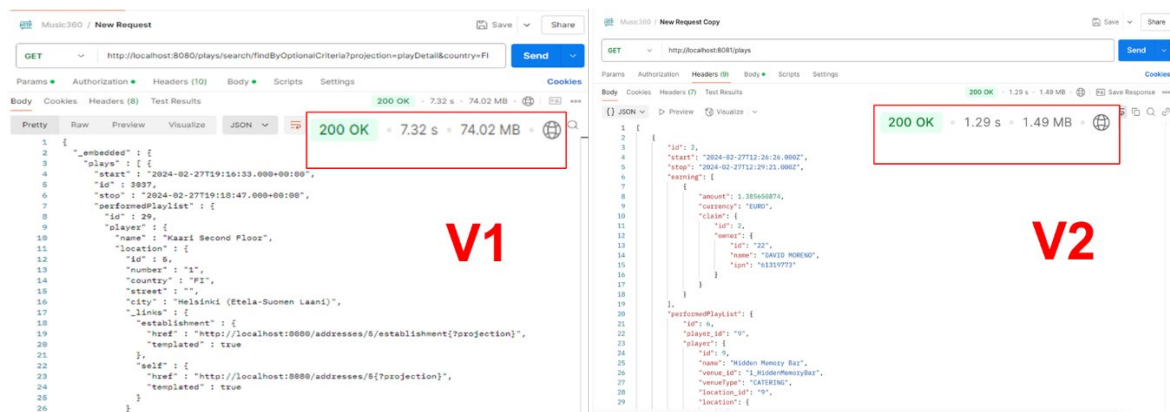 Music360 / New Request
Save
Share
GET
http://localhost:8080/plays/search/findByOptionalCriteria?projection=playDetail&country=FI
Send
Params
Authorization
Headers (10)
Body
Scripts
Settings
Cookies
Body
Cookies
Headers (8)
Test Results
200 OK • 7.32 s • 74.02 MB
Pretty
Raw
Preview
Visualize
JSON
200 OK • 7.32 s • 74.02 MB
1 {
2 "_embedded" : {
3 "plays" : [ {
4 "start" : "2024-02-27T19:16:33.000+00:00",
5 "id" : 3037,
6 "stop" : "2024-02-27T19:18:47.000+00:00",
7 "performedPlaylist" : {
8 "id" : 29,
9 "player" : {
10 "name" : "Kaari Second Floor",
11 "location" : {
12 "id" : 5,
13 "number" : "1",
14 "country" : "FI",
15 "street" : "",
16 "city" : "Helsinki (Etela-Suomen Laani)",
17 "_links" : {
18 "establishment" : {
19 "href" : "http://localhost:8080/addresses/5/establishment{?projection}",
20 "templated" : true
21 },
22 "self" : {
23 "href" : "http://localhost:8080/addresses/5{?projection}",
24 "templated" : true
25 }
26 }
V1
Music360 / New Request Copy
Save
Share
GET
http://localhost:8081/plays
Send
Params
Authorization
Headers (9)
Body
Scripts
Settings
Cookies
Body
Cookies
Headers (7)
Test Results
200 OK • 1.29 s • 1.49 MB
Save Response
{} JSON
Preview
Visualize
200 OK • 1.29 s • 1.49 MB
1 [
2 {
3 "id": 2,
4 "start": "2024-02-27T12:26:26.000Z",
5 "stop": "2024-02-27T12:29:21.000Z",
6 "earning": [
7 {
8 "amount": 1.385650874,
9 "currency": "EURO",
10 "claim": {
11 "id": 2,
12 "owner": {
13 "id": "22",
14 "name": "DAVID MORENO",
15 "ipn": "61319773"
16 }
17 }
18 }
19 ],
20 "performedPlayList": {
21 "id": 6,
22 "player_id": "9",
23 "player": {
24 "id": 9,
25 "name": "Hidden Memory Bar",
26 "venue_id": "1_HiddenMemoryBar",
27 "venueType": "CATERING",
28 "location_id": "9",
29 "location": {
V2